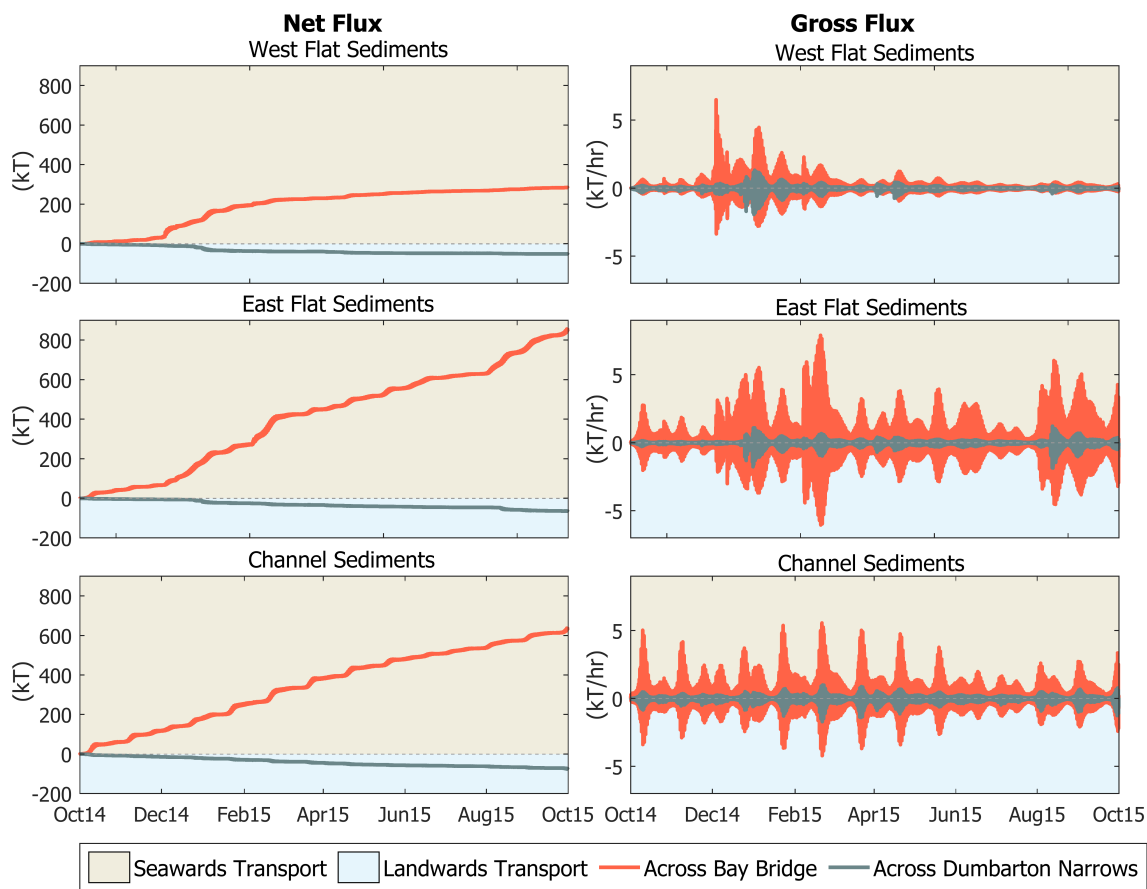 Net Flux
Gross Flux
West Flat Sediments
West Flat Sediments
(kT)
800
600
400
200
0
-200
(kT/hr)
5
0
-5
East Flat Sediments
East Flat Sediments
(kT)
800
600
400
200
0
-200
(kT/hr)
5
0
-5
Channel Sediments
Channel Sediments
(kT)
800
600
400
200
0
-200
(kT/hr)
5
0
-5
Oct14 Dec14 Feb15 Apr15 Jun15 Aug15 Oct15
Oct14 Dec14 Feb15 Apr15 Jun15 Aug15 Oct15
Seawards Transport Landwards Transport Across Bay Bridge Across Dumbarton Narrows